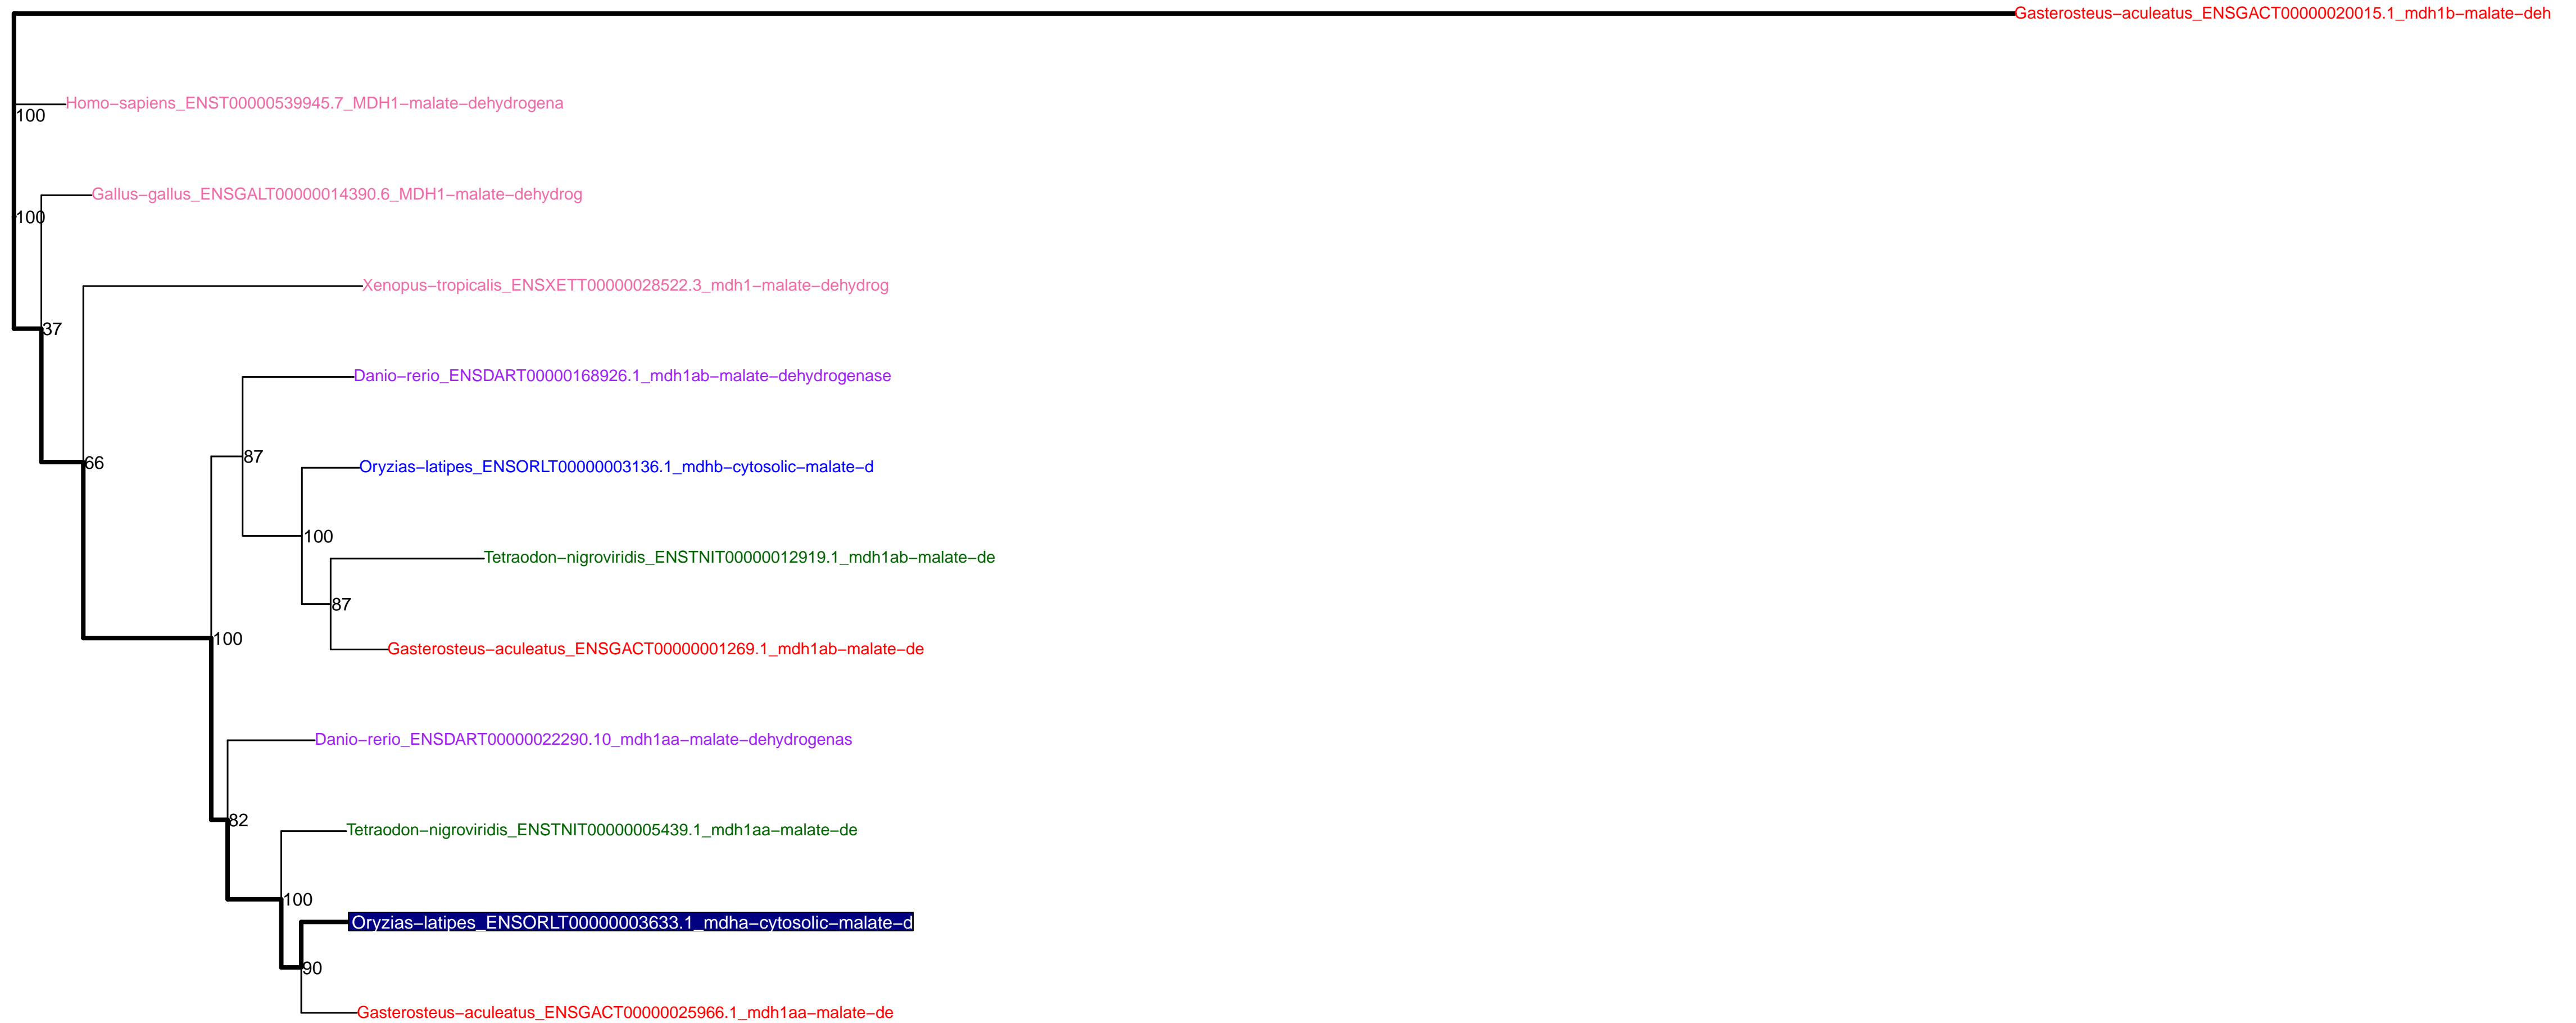 Gasterosteus−aculeatus_ENSGACT00000020015.1_mdh1b−malate−deh
Homo−sapiens_ENST00000539945.7_MDH1−malate−dehydrogena
100
Gallus−gallus_ENSGALT00000014390.6_MDH1−malate−dehydrog
100
Xenopus−tropicalis_ENSXETT00000028522.3_mdh1−malate−dehydrog
37
Danio−rerio_ENSDART00000168926.1_mdh1ab−malate−dehydrogenase
87
66
Oryzias−latipes_ENSORLT00000003136.1_mdhb−cytosolic−malate−d
100
Tetraodon−nigroviridis_ENSTNIT00000012919.1_mdh1ab−malate−de
87
100
Gasterosteus−aculeatus_ENSGACT00000001269.1_mdh1ab−malate−de
Danio−rerio_ENSDART00000022290.10_mdh1aa−malate−dehydrogenas
82
Tetraodon−nigroviridis_ENSTNIT00000005439.1_mdh1aa−malate−de
100
Oryzias−latipes_ENSORLT00000003633.1_mdha−cytosolic−malate−d
90
Gasterosteus−aculeatus_ENSGACT00000025966.1_mdh1aa−malate−de